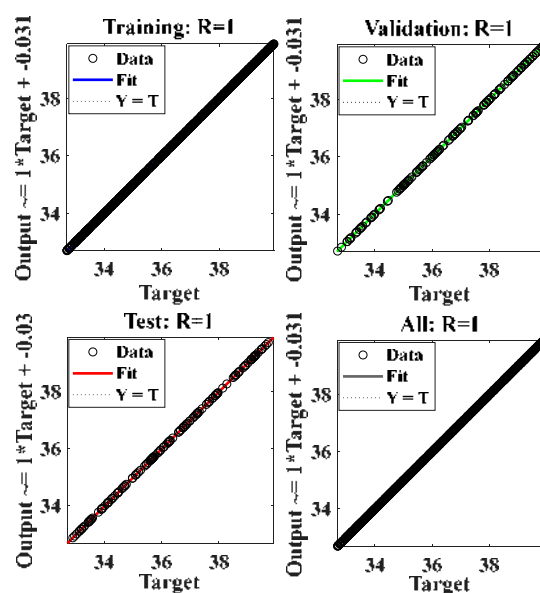 Training: R=1
Output ~= 1*Target + -0.031
38
36
34
Data
Fit
Y = T
34 36 38
Target
Validation: R=1
Output ~= 1*Target + -0.031
38
36
34
Data
Fit
Y = T
34 36 38
Target
Test: R=1
Output ~= 1*Target + -0.03
38
36
34
Data
Fit
Y = T
34 36 38
Target
All: R=1
Output ~= 1*Target + -0.031
38
36
34
Data
Fit
Y = T
34 36 38
Target